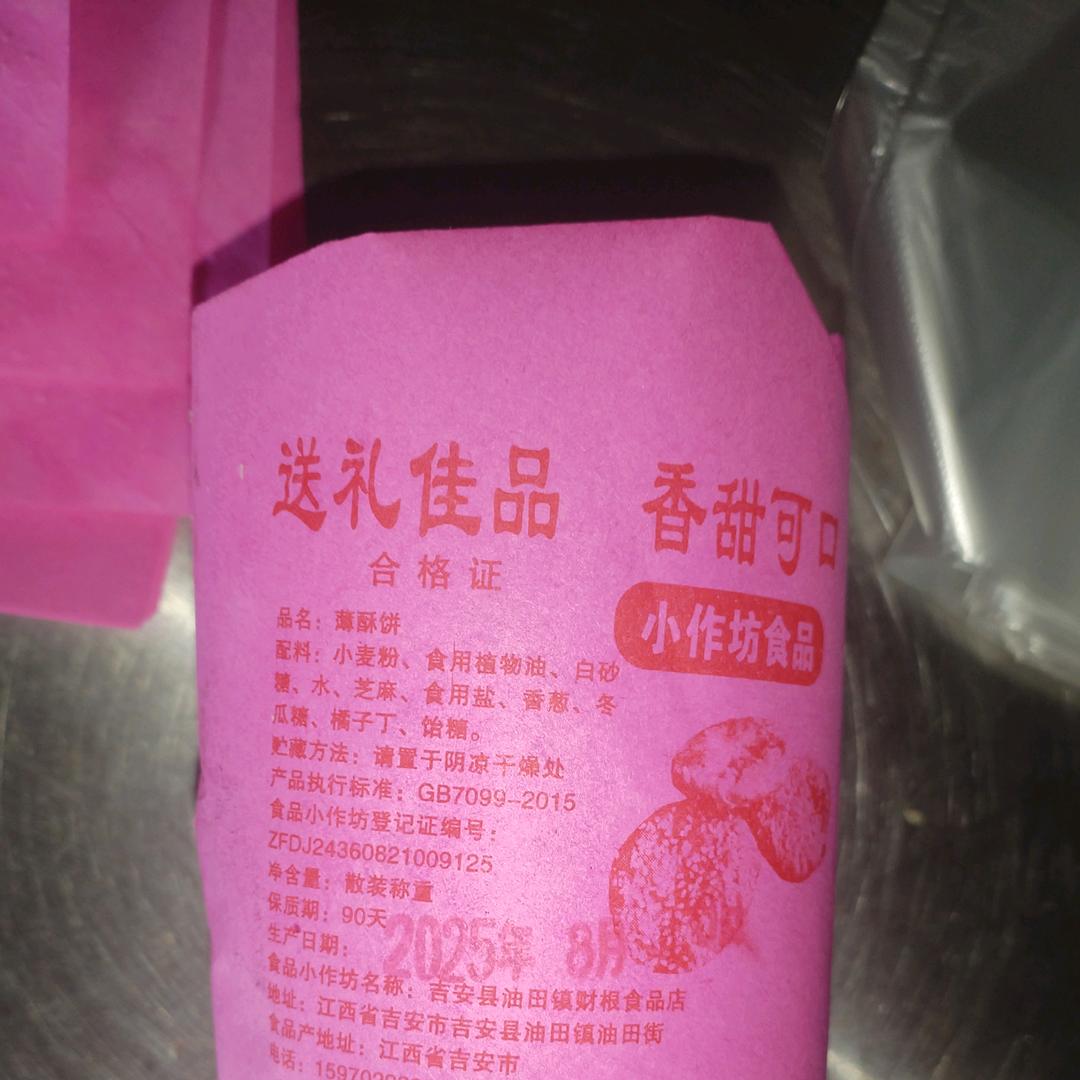 送礼佳品
香甜可口
合格证
小作坊食品
品名：薄酥饼
配料：小麦粉、食用植物油、白砂
糖、水、芝麻、食用盐、香葱、冬
瓜糖、橘子丁、饴糖。
贮藏方法：请置于阴凉干燥处
产品执行标准：GB7099-2015
食品小作坊登记证编号：
ZFDJ24360821009125
净含量：散装称重
保质期：90天
生产日期：
2025年 8月
食品小作坊名称：吉安县油田镇财根食品店
地址：江西省吉安市吉安县油田镇油田街
食品产地址：江西省吉安市
电话：